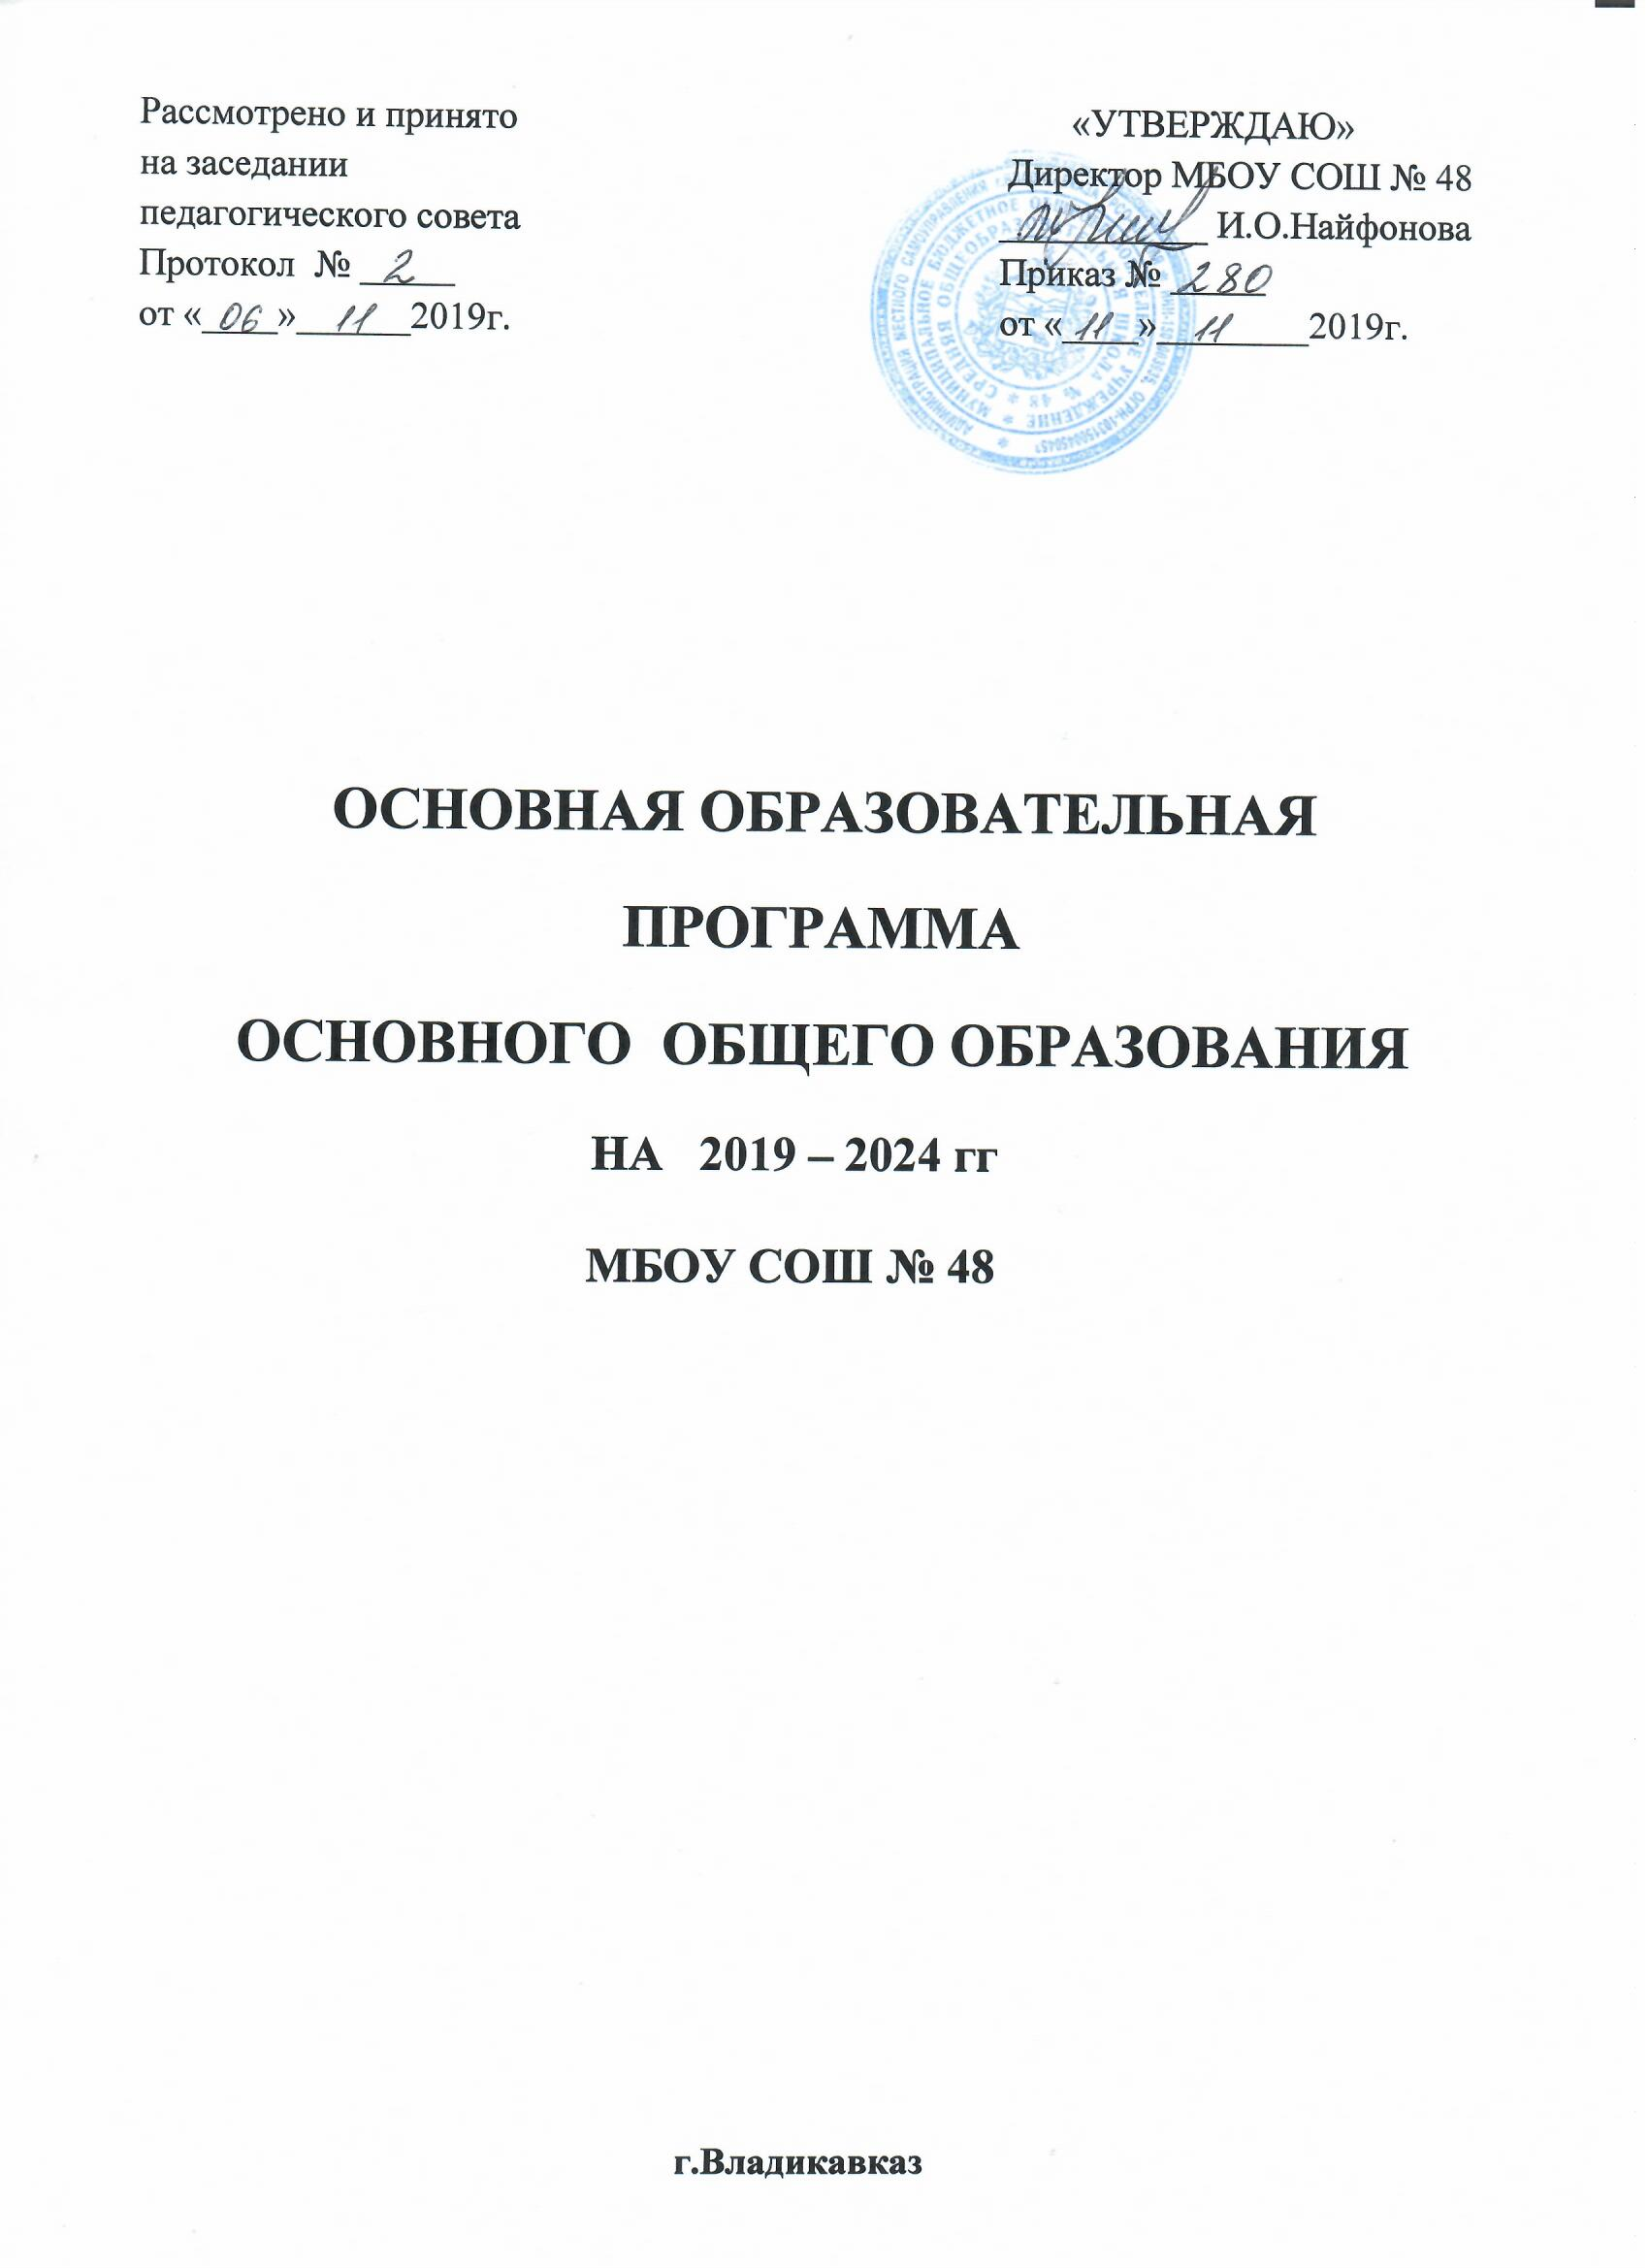 Рассмотрено и принято
на заседании
педагогического совета
Протокол № 2
от «06» 11 2019г.
«УТВЕРЖДАЮ»
Директор МБОУ СОШ № 48
И.О.Найфонова
Приказ № 280
от «11» 11 2019г.
ОСНОВНАЯ ОБРАЗОВАТЕЛЬНАЯ
ПРОГРАММА
ОСНОВНОГО ОБЩЕГО ОБРАЗОВАНИЯ
НА 2019 – 2024 гг
МБОУ СОШ № 48
г.Владикавказ